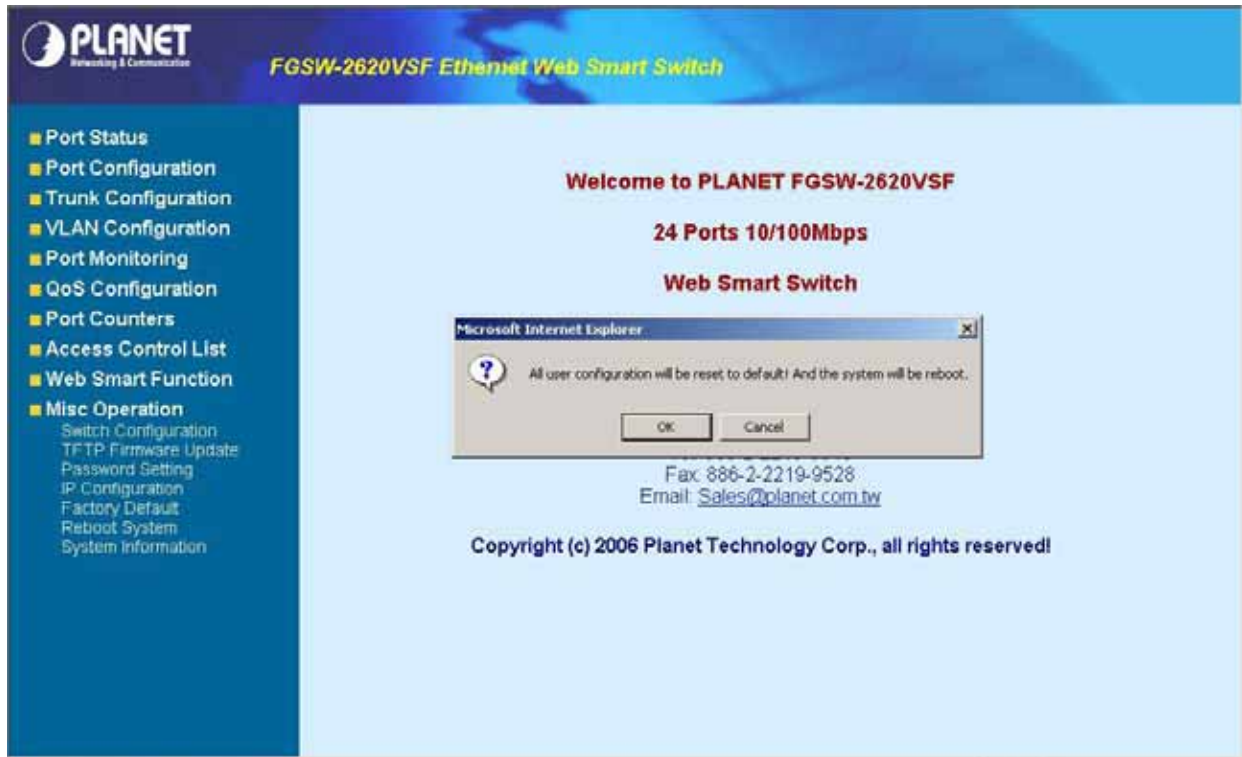 PLANET
Networking & Communication
FGSW-2620VSF Ethernet Web Smart Switch
Port Status
Port Configuration
Trunk Configuration
VLAN Configuration
Port Monitoring
QoS Configuration
Port Counters
Access Control List
Web Smart Function
Misc Operation
Switch Configuration
TFTP Firmware Update
Password Setting
IP Configuration
Factory Default
Reboot System
System Information
Welcome to PLANET FGSW-2620VSF
24 Ports 10/100Mbps
Web Smart Switch
Microsoft Internet Explorer
All user configuration will be reset to default! And the system will be reboot.
OK Cancel
Fax: 886-2-2219-9528
Email: Sales@planet.com.tw
Copyright (c) 2006 Planet Technology Corp., all rights reserved!